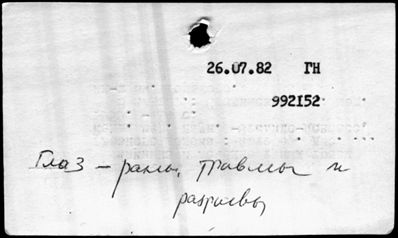 26.07.82 ГН
992152
Глаз – раны, травмы и
разрывы